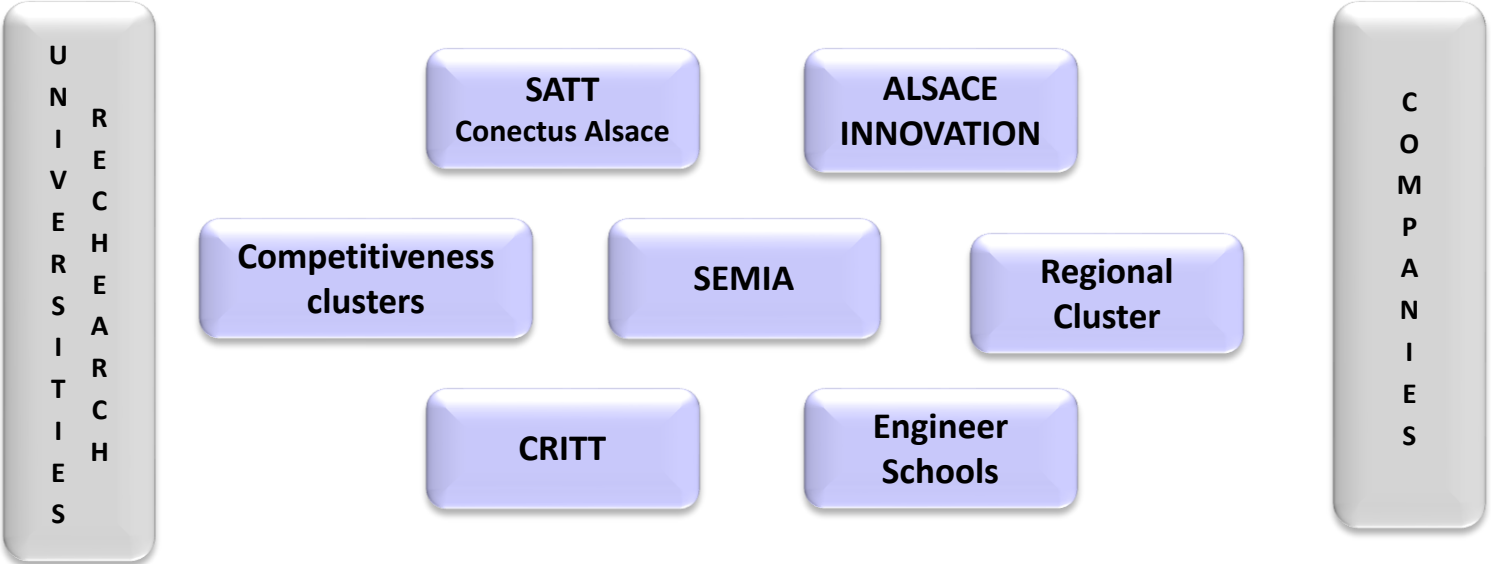 UNIVERSITIES
RECHEARCH
SATT
Conectus Alsace
ALSACE
INNOVATION
Competitiveness
clusters
SEMIA
Regional
Cluster
CRITT
Engineer
Schools
COMPANIES